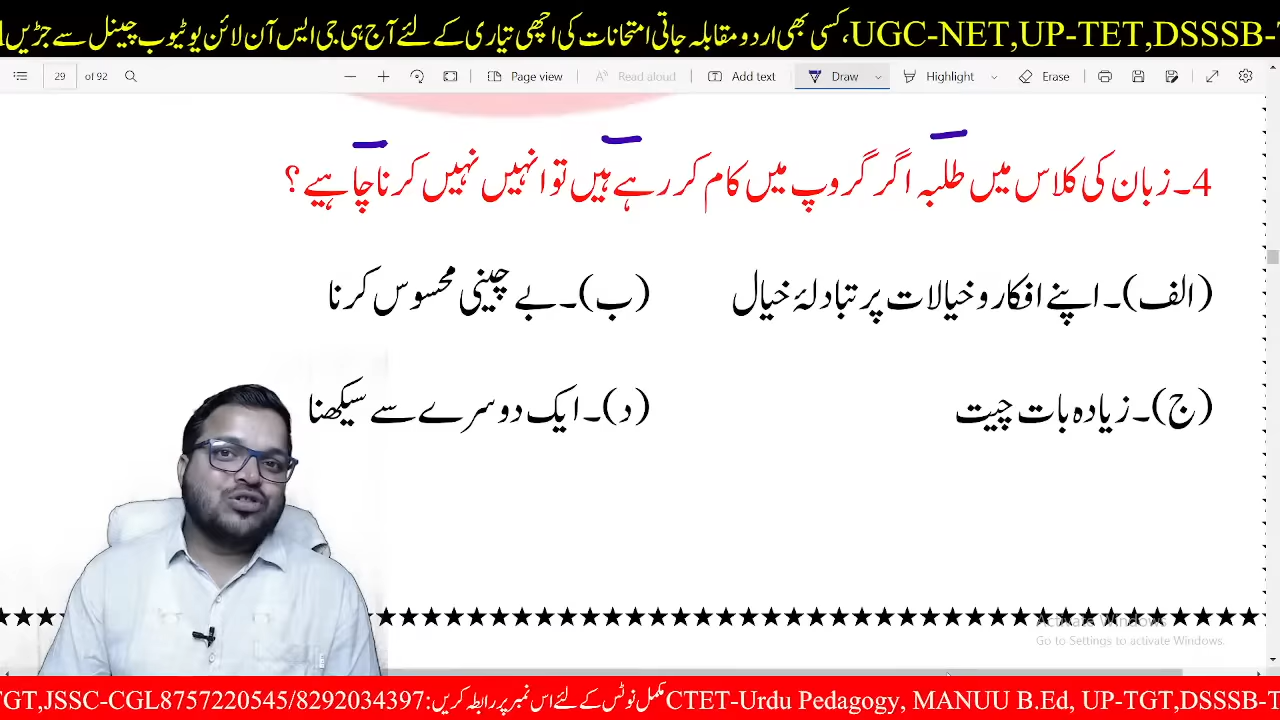 کسی بھی اردو مقابلہ جاتی امتحانات کی اچھی تیاری کے لئے آج ہی جی ایس آن لائن یوٹیوب چینل سے جڑیں ،UGC-NET,UP-TET,DSSSB-
29 of 92 Page view Read aloud Add text Draw Highlight Erase
4۔ زبان کی کلاس میں طلبہ اگر گروپ میں کام کر رہے ہیں تو انہیں نہیں کرنا چاہیے ؟
(الف)۔ اپنے افکار و خیالات پر تبادلۂ خیال (ب)۔ بے چینی محسوس کرنا
(ج)۔ زیادہ بات چیت (د)۔ ایک دوسرے سے سیکھنا
Activate Windows
Go to Settings to activate Windows.
TGT,JSSC-CGL8757220545/8292034397:مکمل نوٹس کے لئے اس نمبر پر رابطہ کریں CTET-Urdu Pedagogy, MANUU B.Ed, UP-TGT,DSSSB-T